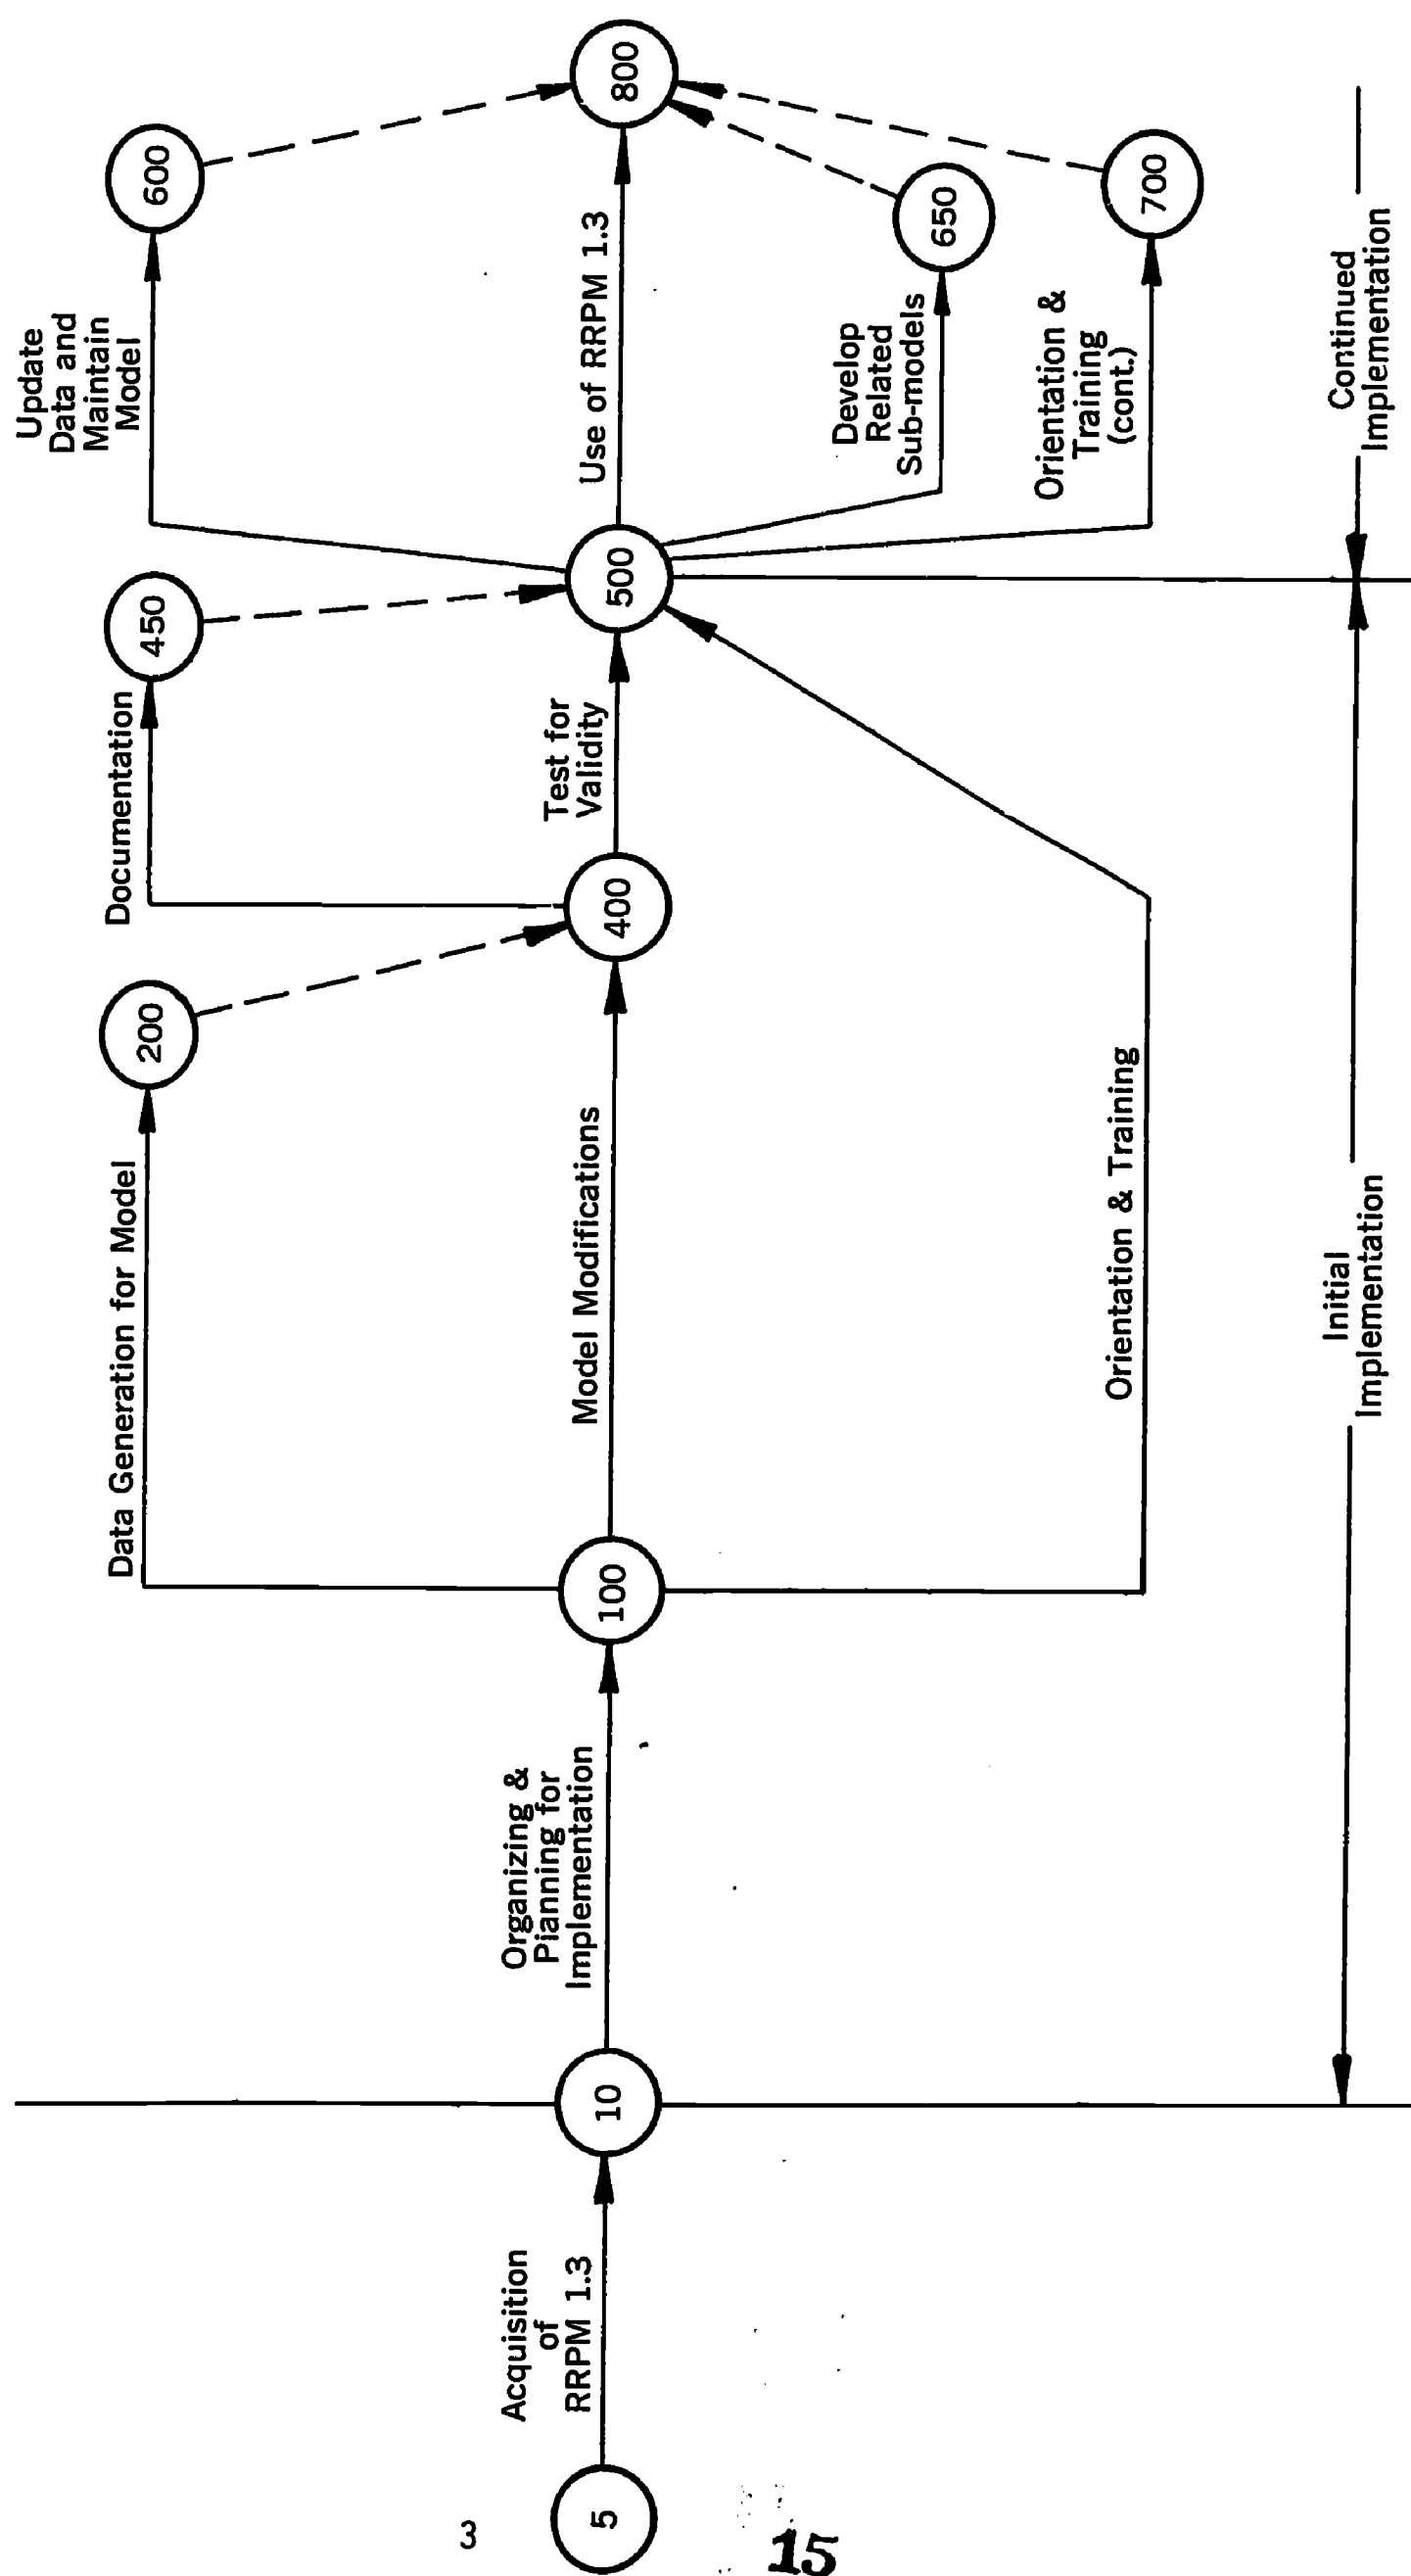 Acquisition
of
RRPM 1.3
Organizing &
Planning for
Implementation
Data Generation for Model
Model Modifications
Orientation & Training
Documentation
Test for
Validity
Update
Data and
Maintain
Model
Use of RRPM 1.3
Develop
Related
Sub-models
Orientation &
Training
(cont.)
5
10
100
200
400
450
500
600
650
700
800
Initial
Implementation
Continued
Implementation
3
15